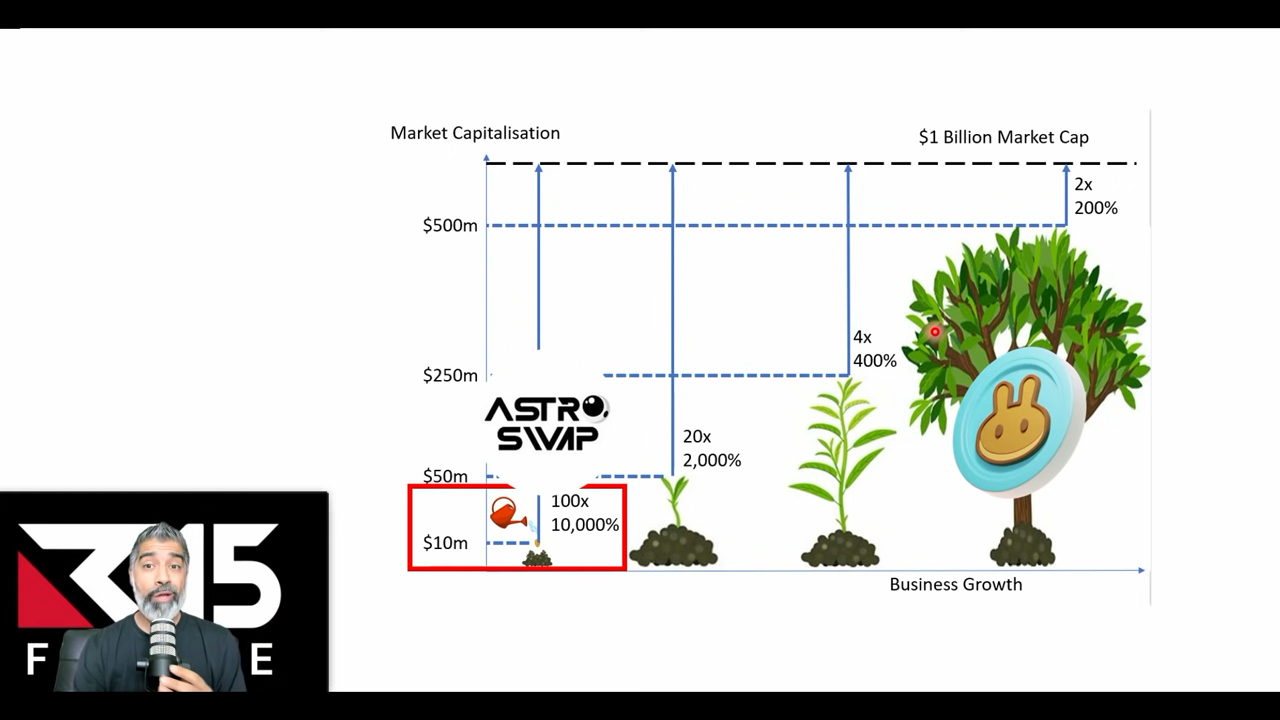 Market Capitalisation
$1 Billion Market Cap
2x
200%
$500m
4x
400%
$250m
ASTRO
SWAP
20x
2,000%
$50m
100x
10,000%
$10m
Business Growth
R15
F E